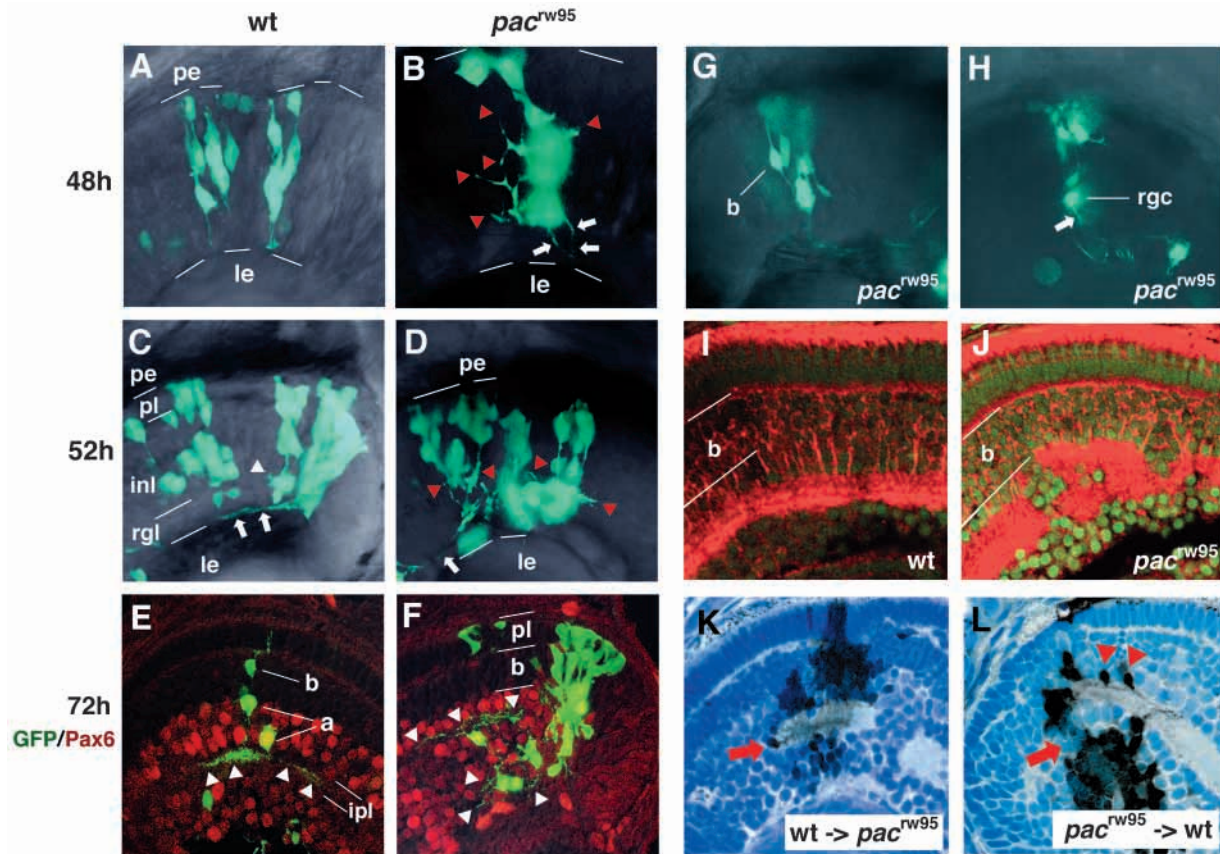 wt
pac^rw95
48h
A
pe
le
B
le
G
b
pac^rw95
H
rgc
pac^rw95
52h
C
pe
pl
inl
rgl
le
D
pe
le
I
b
wt
J
b
pac^rw95
72h
GFP/Pax6
E
b
a
ipl
F
pl
b
K
wt -> pac^rw95
L
pac^rw95 -> wt